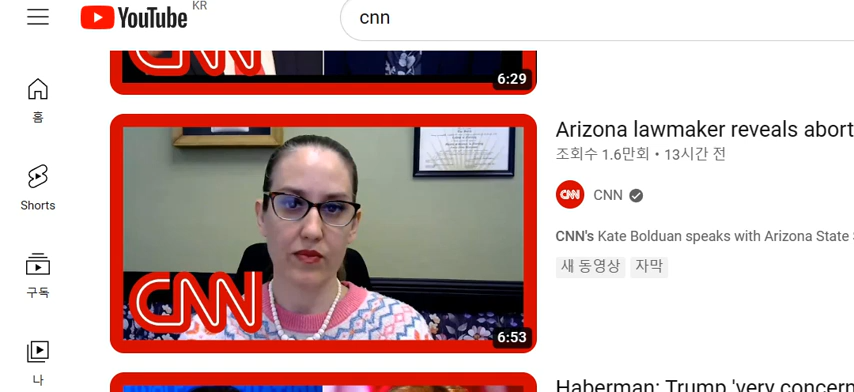 YouTube KR
cnn
홈
Shorts
구독
나
CNN
6:29
CNN
6:53
Arizona lawmaker reveals abort
조회수 1.6만회 • 13시간 전
CNN
CNN
CNN's Kate Bolduan speaks with Arizona State
새 동영상 자막
Haberman: Trump 'very concern